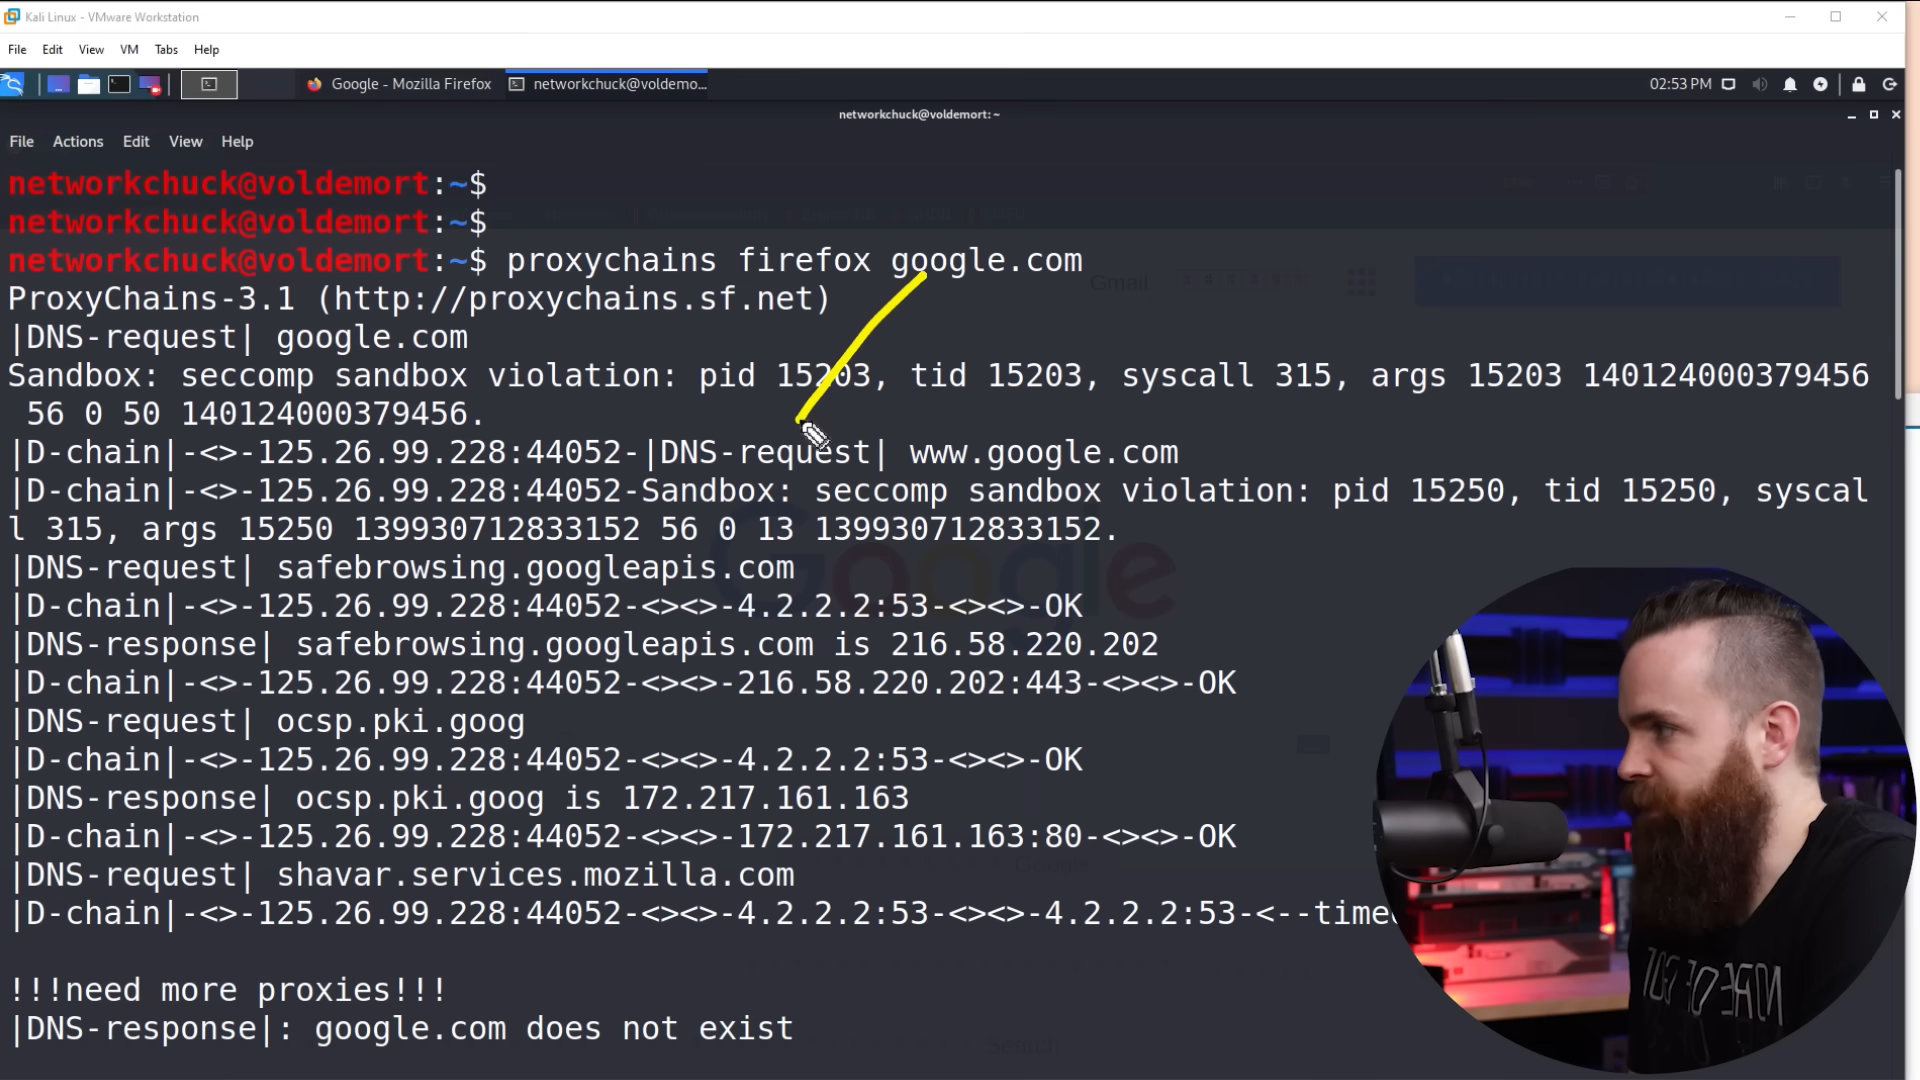 Kali Linux - VMware Workstation
File Edit View VM Tabs Help
Google - Mozilla Firefox networkchuck@voldemo... 02:53 PM
networkchuck@voldemort: ~
File Actions Edit View Help
networkchuck@voldemort:~$
networkchuck@voldemort:~$
networkchuck@voldemort:~$ proxychains firefox google.com
Gmail
ProxyChains-3.1 (http://proxychains.sf.net)
|DNS-request| google.com
Sandbox: seccomp sandbox violation: pid 15203, tid 15203, syscall 315, args 15203 140124000379456
56 0 50 140124000379456.
|D-chain|-<>-125.26.99.228:44052-|DNS-request| www.google.com
|D-chain|-<>-125.26.99.228:44052-Sandbox: seccomp sandbox violation: pid 15250, tid 15250, syscal
l 315, args 15250 139930712833152 56 0 13 139930712833152.
Google
|DNS-request| safebrowsing.googleapis.com
|D-chain|-<>-125.26.99.228:44052-<><>-4.2.2.2:53-<><>-OK
|DNS-response| safebrowsing.googleapis.com is 216.58.220.202
|D-chain|-<>-125.26.99.228:44052-<><>-216.58.220.202:443-<><>-OK
|DNS-request| ocsp.pki.goog
|D-chain|-<>-125.26.99.228:44052-<><>-4.2.2.2:53-<><>-OK
|DNS-response| ocsp.pki.goog is 172.217.161.163
|D-chain|-<>-125.26.99.228:44052-<><>-172.217.161.163:80-<><>-OK
Google
|DNS-request| shavar.services.mozilla.com
|D-chain|-<>-125.26.99.228:44052-<><>-4.2.2.2:53-<><>-4.2.2.2:53-<--time
!!!need more proxies!!!
|DNS-response|: google.com does not exist
Search